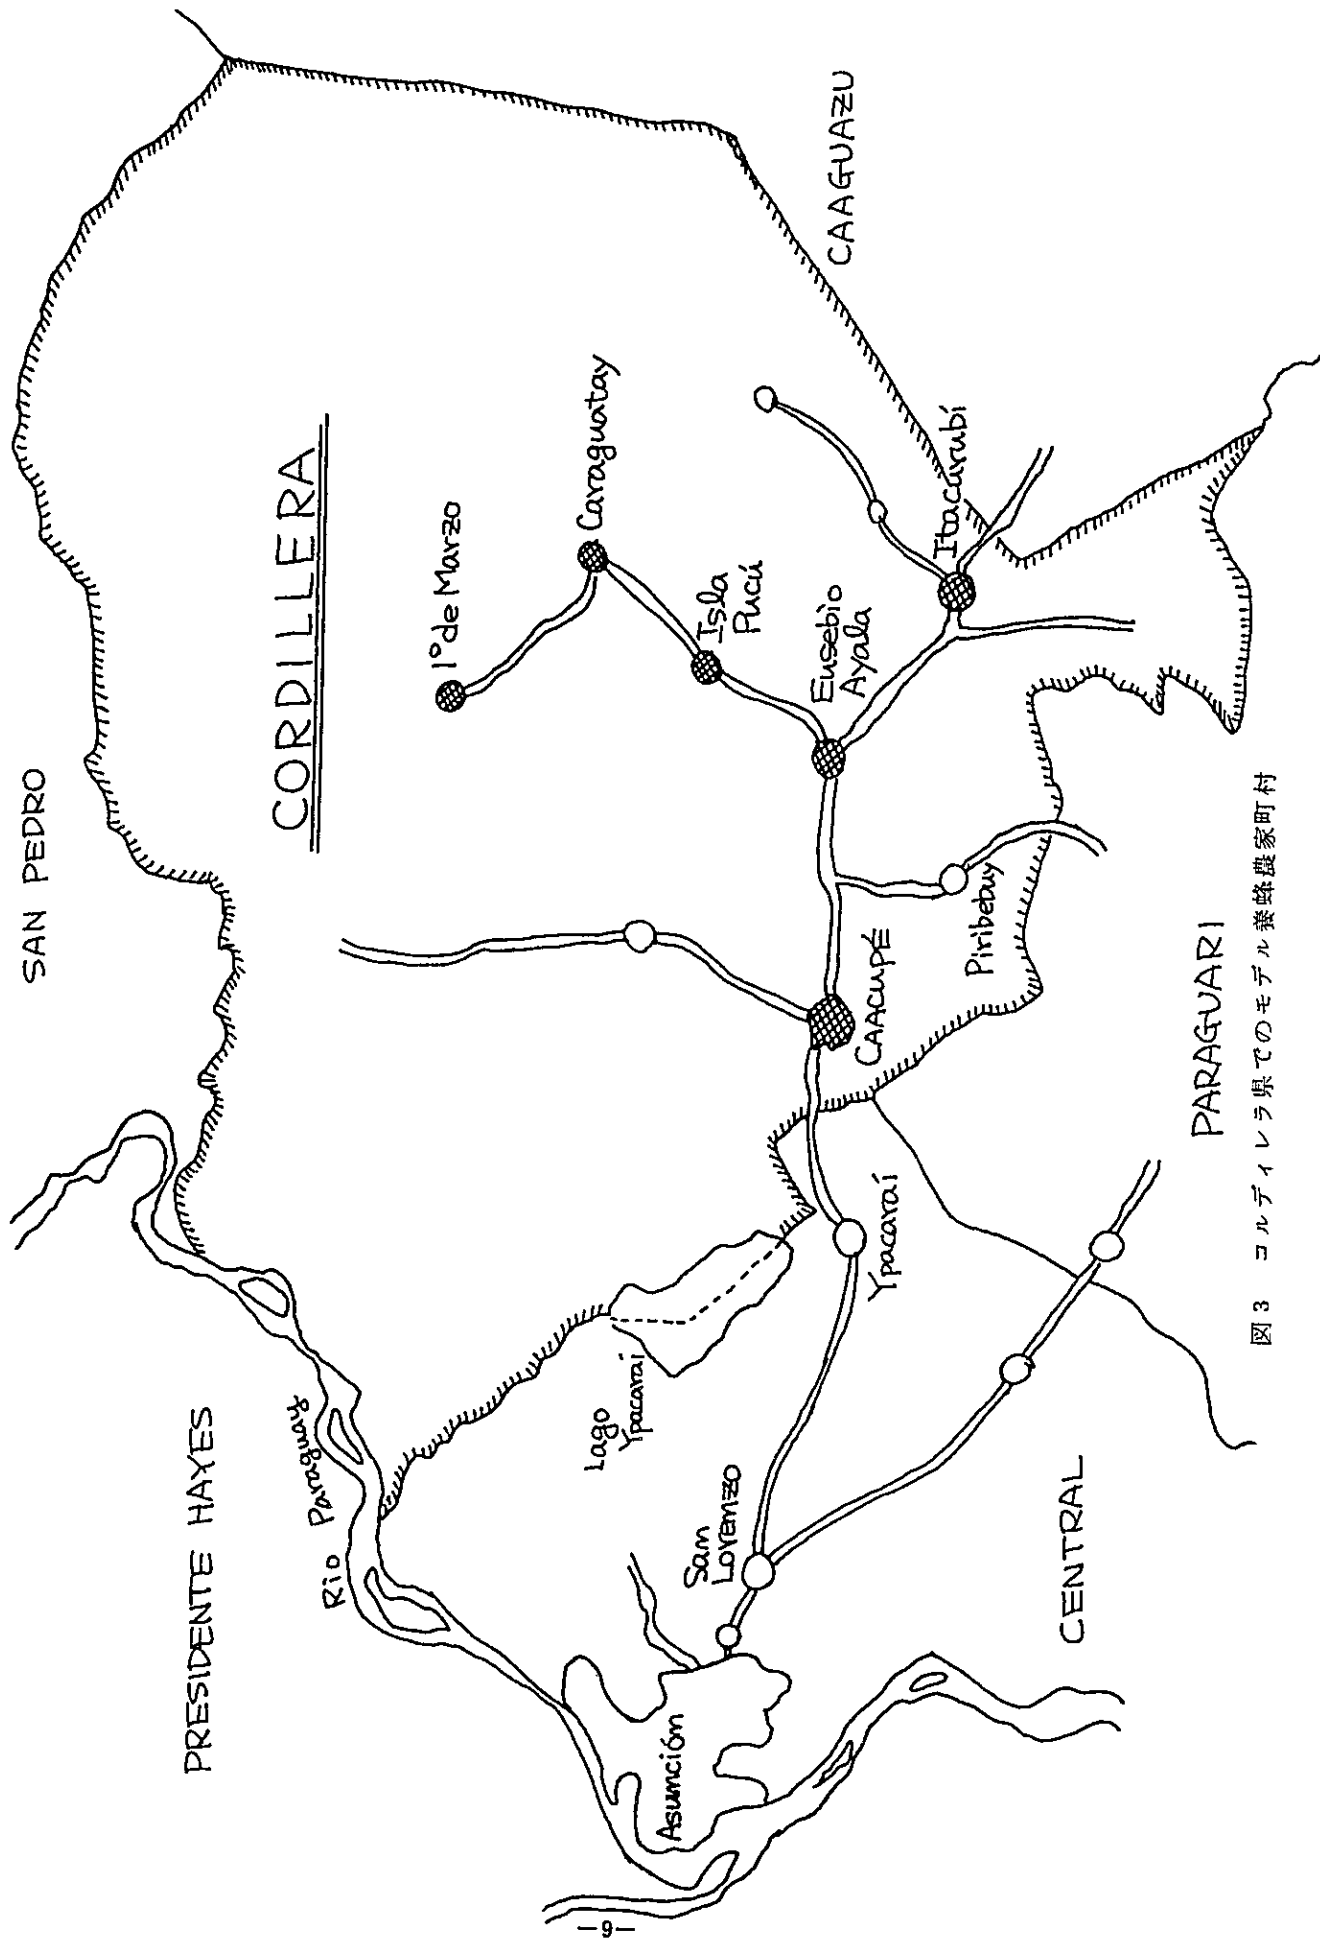 SAN PEDRO
PRESIDENTE HAYES
CORDILLERA
Rio Paraguay
1º de Marzo
Caraguatay
Isla
Pucú
CAAGUAZU
Eusebio
Ayala
Itacurubí
Lago
Ypacaraí
CAACUPÉ
Piribebuy
San
Lorenzo
Ypacaraí
Asunción
CENTRAL
PARAGUARI
図3 コルディレラ県でのモデル養蜂農家町村
—9—